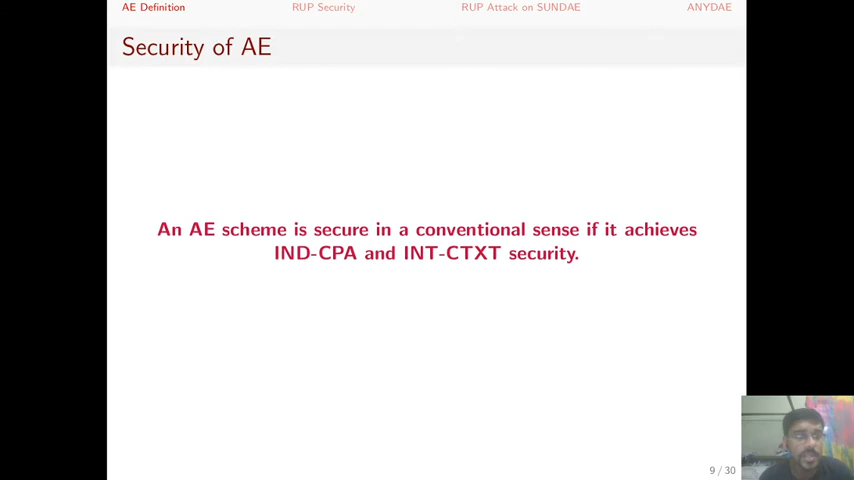 AE Definition RUP Security RUP Attack on SUNDAE ANYDAE
Security of AE
An AE scheme is secure in a conventional sense if it achieves
IND-CPA and INT-CTXT security.
9 / 30